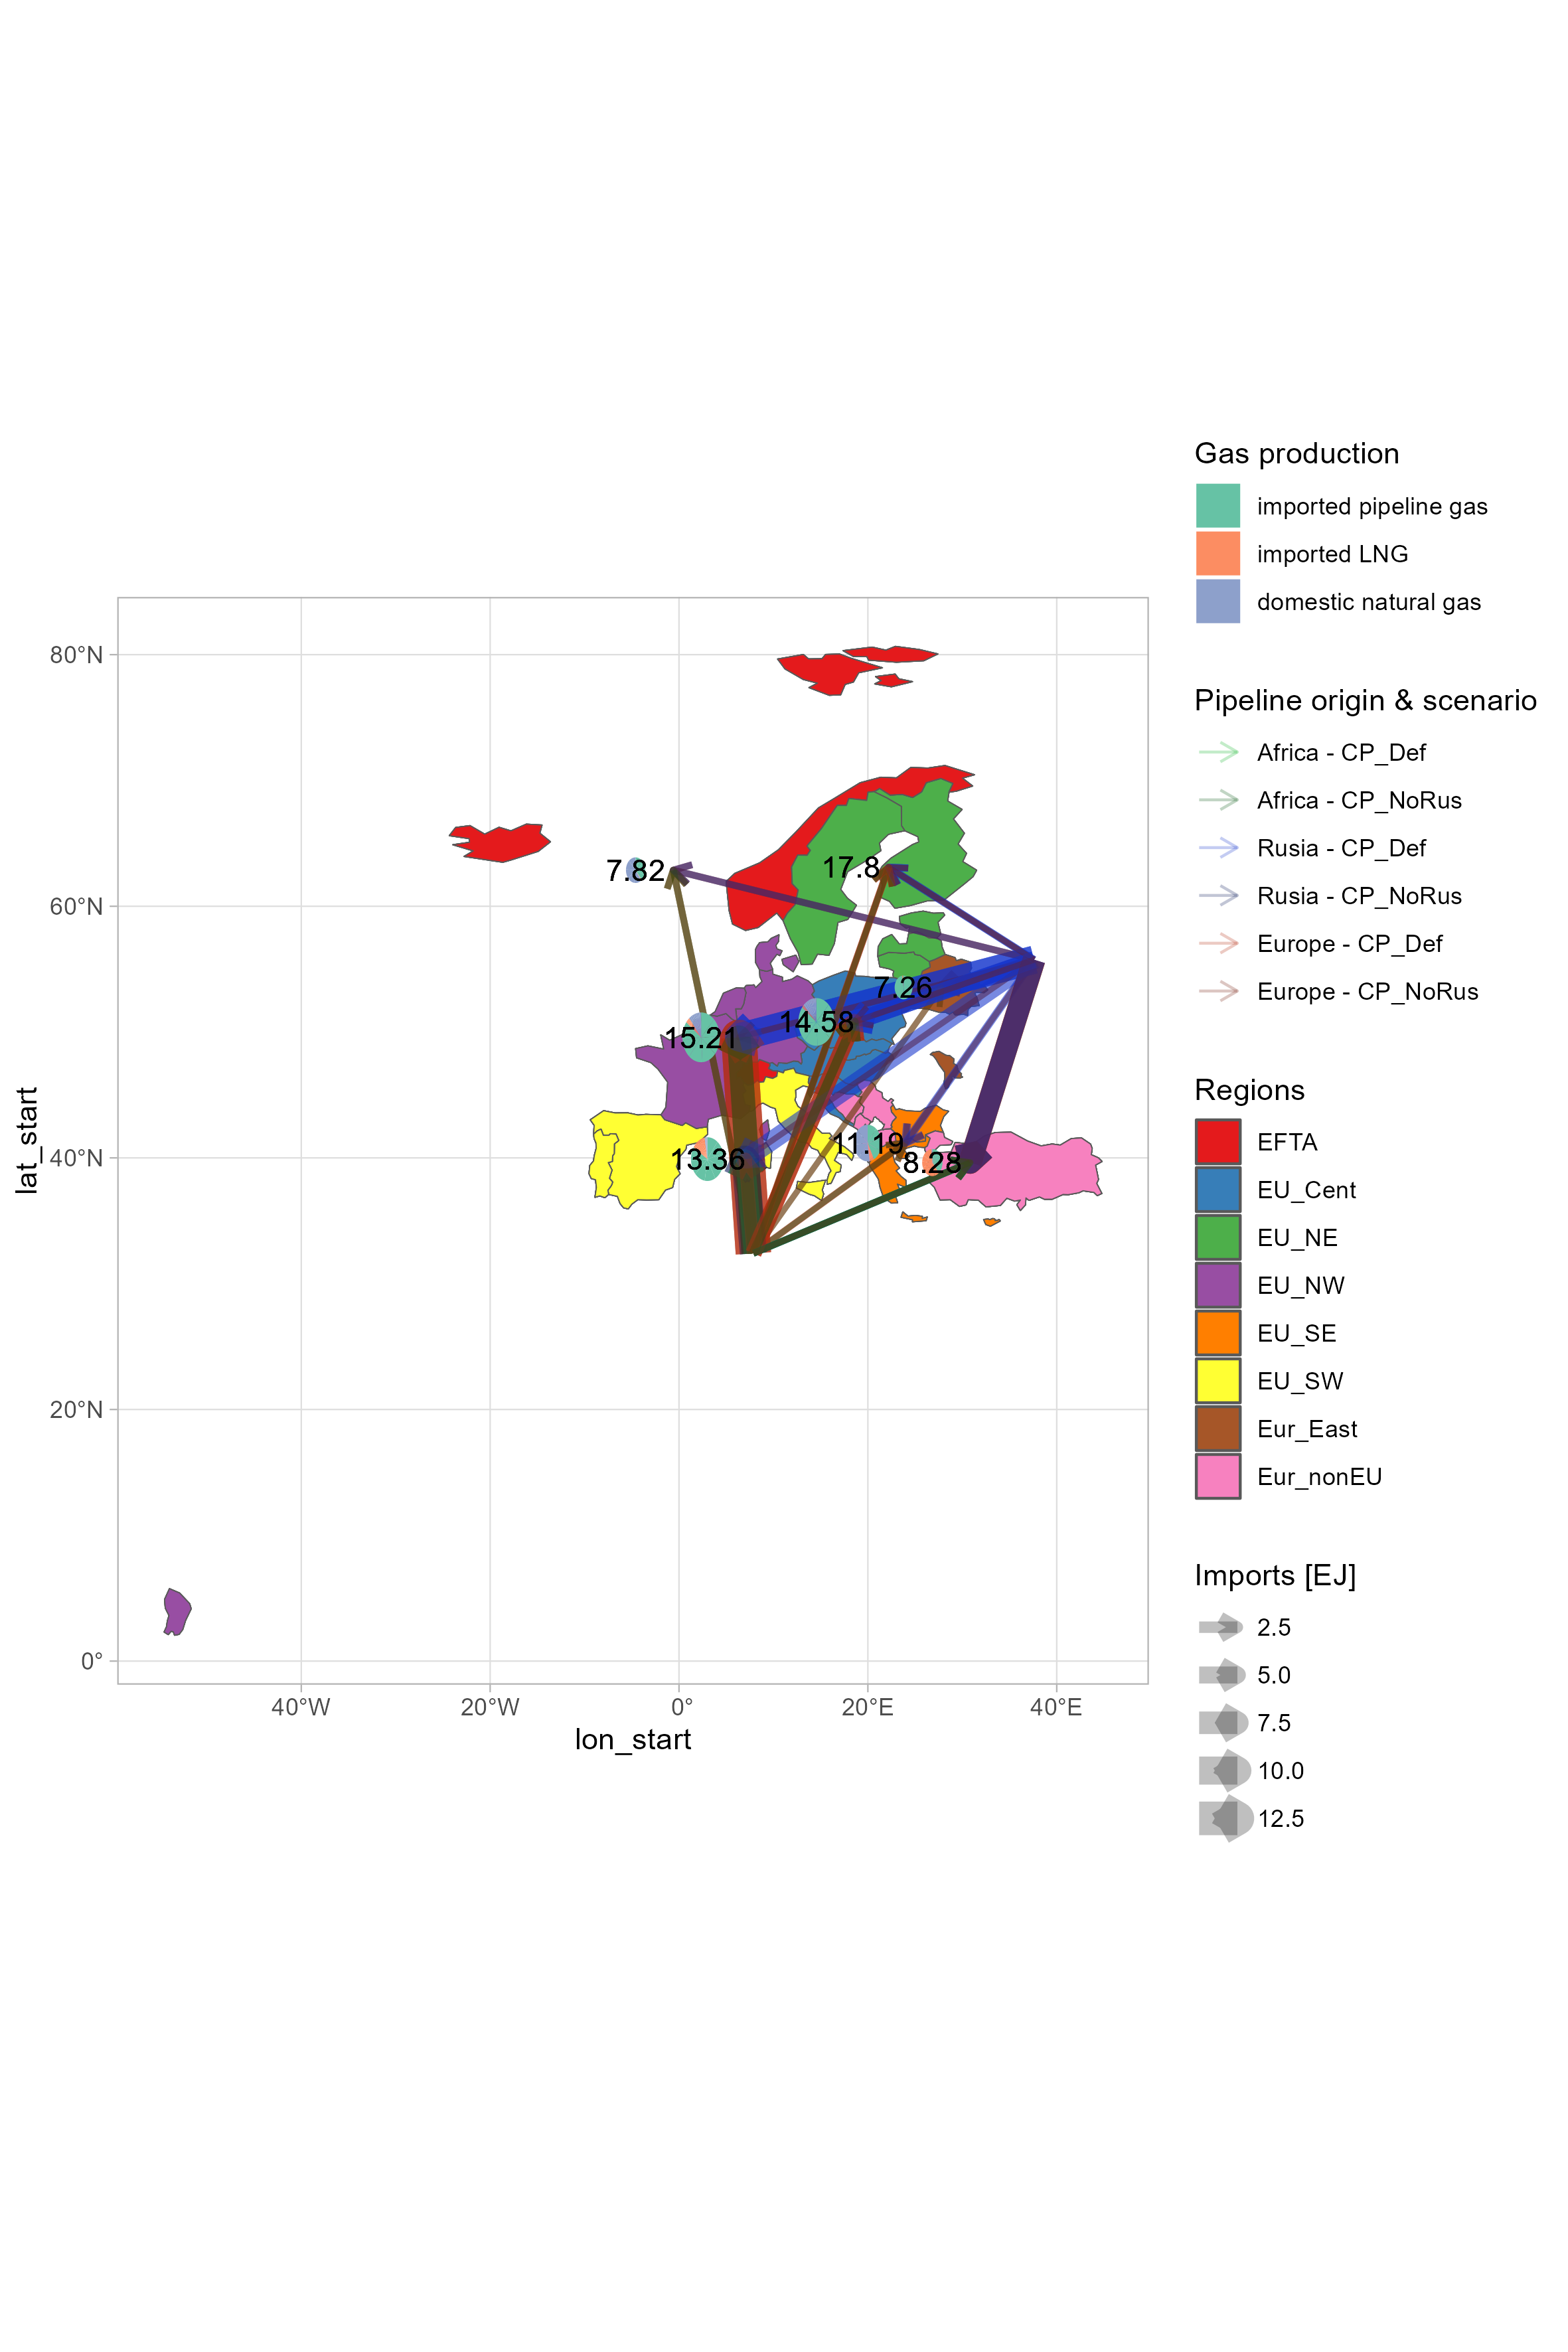 Gas production
imported pipeline gas
imported LNG
domestic natural gas
Pipeline origin & scenario
Africa - CP_Def
Africa - CP_NoRus
Rusia - CP_Def
Rusia - CP_NoRus
Europe - CP_Def
Europe - CP_NoRus
Regions
EFTA
EU_Cent
EU_NE
EU_NW
EU_SE
EU_SW
Eur_East
Eur_nonEU
Imports [EJ]
2.5
5.0
7.5
10.0
12.5
80°N
60°N
40°N
20°N
0°
lat_start
7.82
17.8
7.26
14.58
15.21
11.19
13.36
8.28
40°W
20°W
0°
20°E
40°E
lon_start